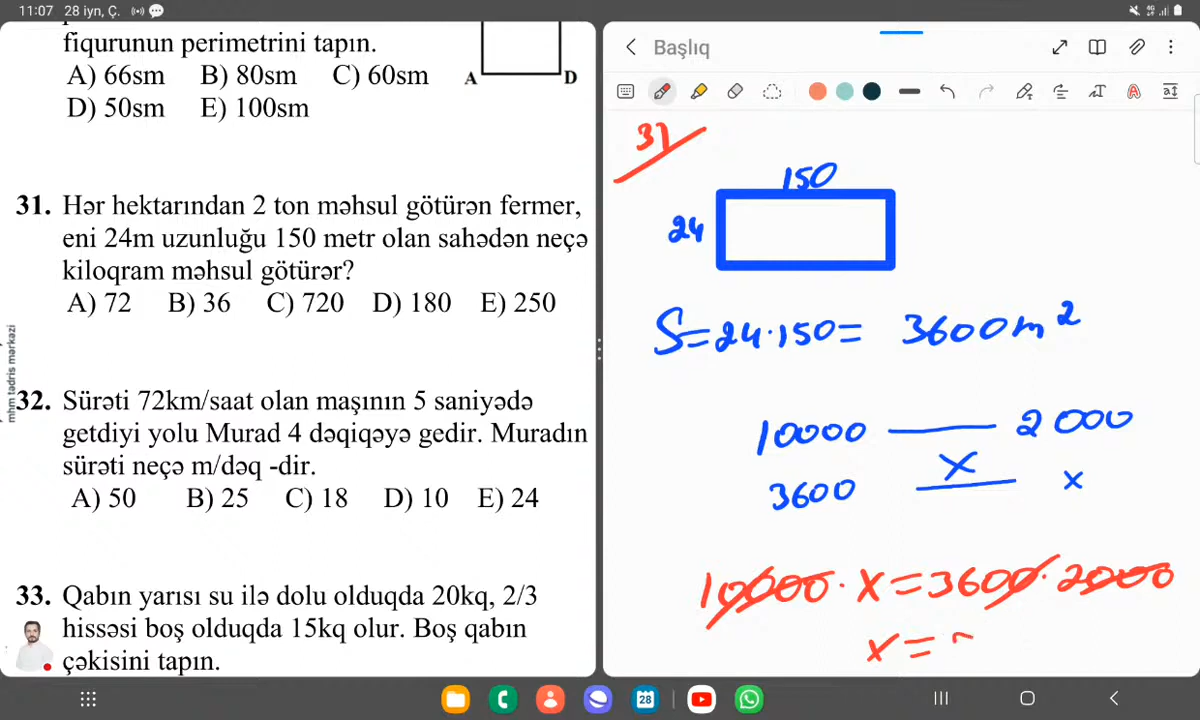 11:07 28 iyn, Ç.
fiqurunun perimetrini tapın.
A) 66sm B) 80sm C) 60sm
D) 50sm E) 100sm
A D
31. Hər hektarından 2 ton məhsul götürən fermer,
eni 24m uzunluğu 150 metr olan sahədən neçə
kiloqram məhsul götürər?
A) 72 B) 36 C) 720 D) 180 E) 250
mhm tədris mərkəzi
32. Sürəti 72km/saat olan maşının 5 saniyədə
getdiyi yolu Murad 4 dəqiqəyə gedir. Muradın
sürəti neçə m/dəq -dir.
A) 50 B) 25 C) 18 D) 10 E) 24
33. Qabın yarısı su ilə dolu olduqda 20kq, 2/3
hissəsi boş olduqda 15kq olur. Boş qabın
çəkisini tapın.
Başlıq
31
150
24
S=24·150= 3600m²
10000 — 2000
3600 x x
10000·x=3600·2000
x=
28